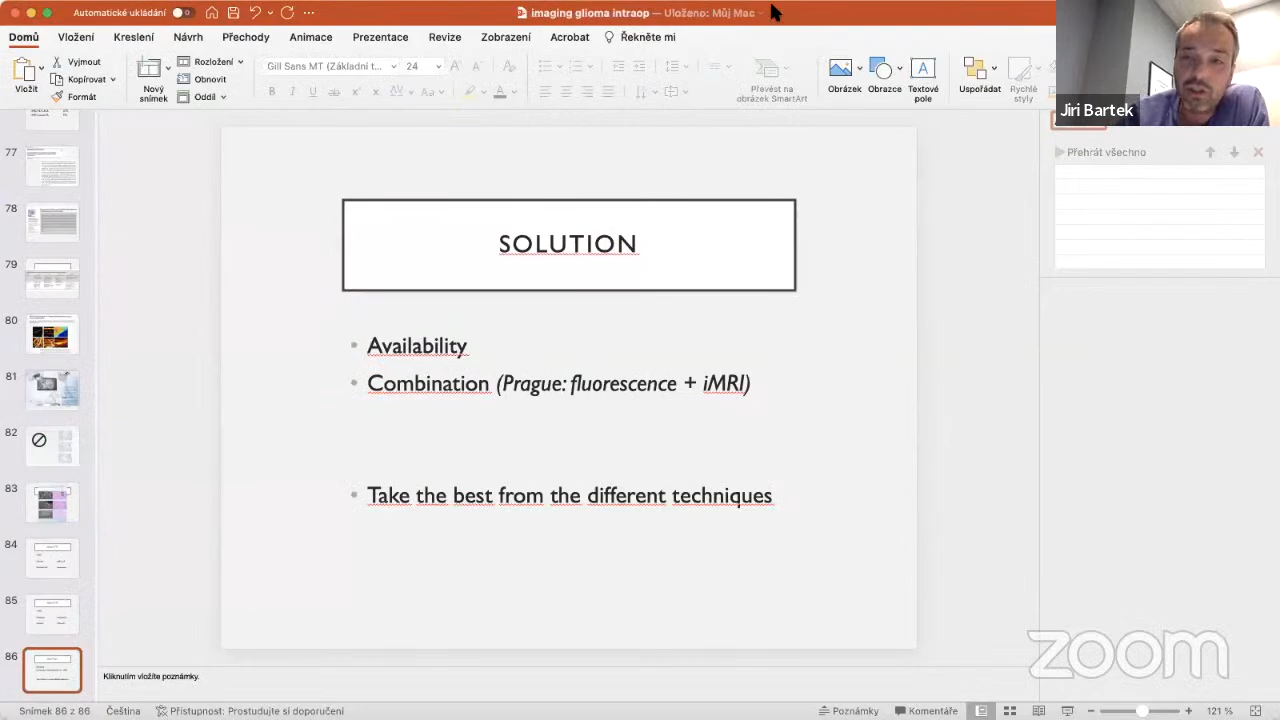 Automatické ukládání
imaging glioma intraop — Uloženo: Můj Mac
Domů Vložení Kreslení Návrh Přechody Animace Prezentace Revize Zobrazení Acrobat Řekněte mi
Vložit
Vyjmout
Kopírovat
Formát
Nový
snímek
Rozložení
Obnovit
Oddíl
Gill Sans MT (Základní t... 24
Převést na
obrázek SmartArt
Obrázek
Obrazce
Textové
pole
Uspořádat
Rychlé
styly
Jiri Bartek
Přehrát všechno
77
78
79
80
81
82
83
84
85
86
SOLUTION
• Availability
• Combination (Prague: fluorescence + iMRI)
• Take the best from the different techniques
zoom
Kliknutím vložíte poznámky.
Snímek 86 z 86 Čeština Přístupnost: Prostudujte si doporučení Poznámky Komentáře 121 %